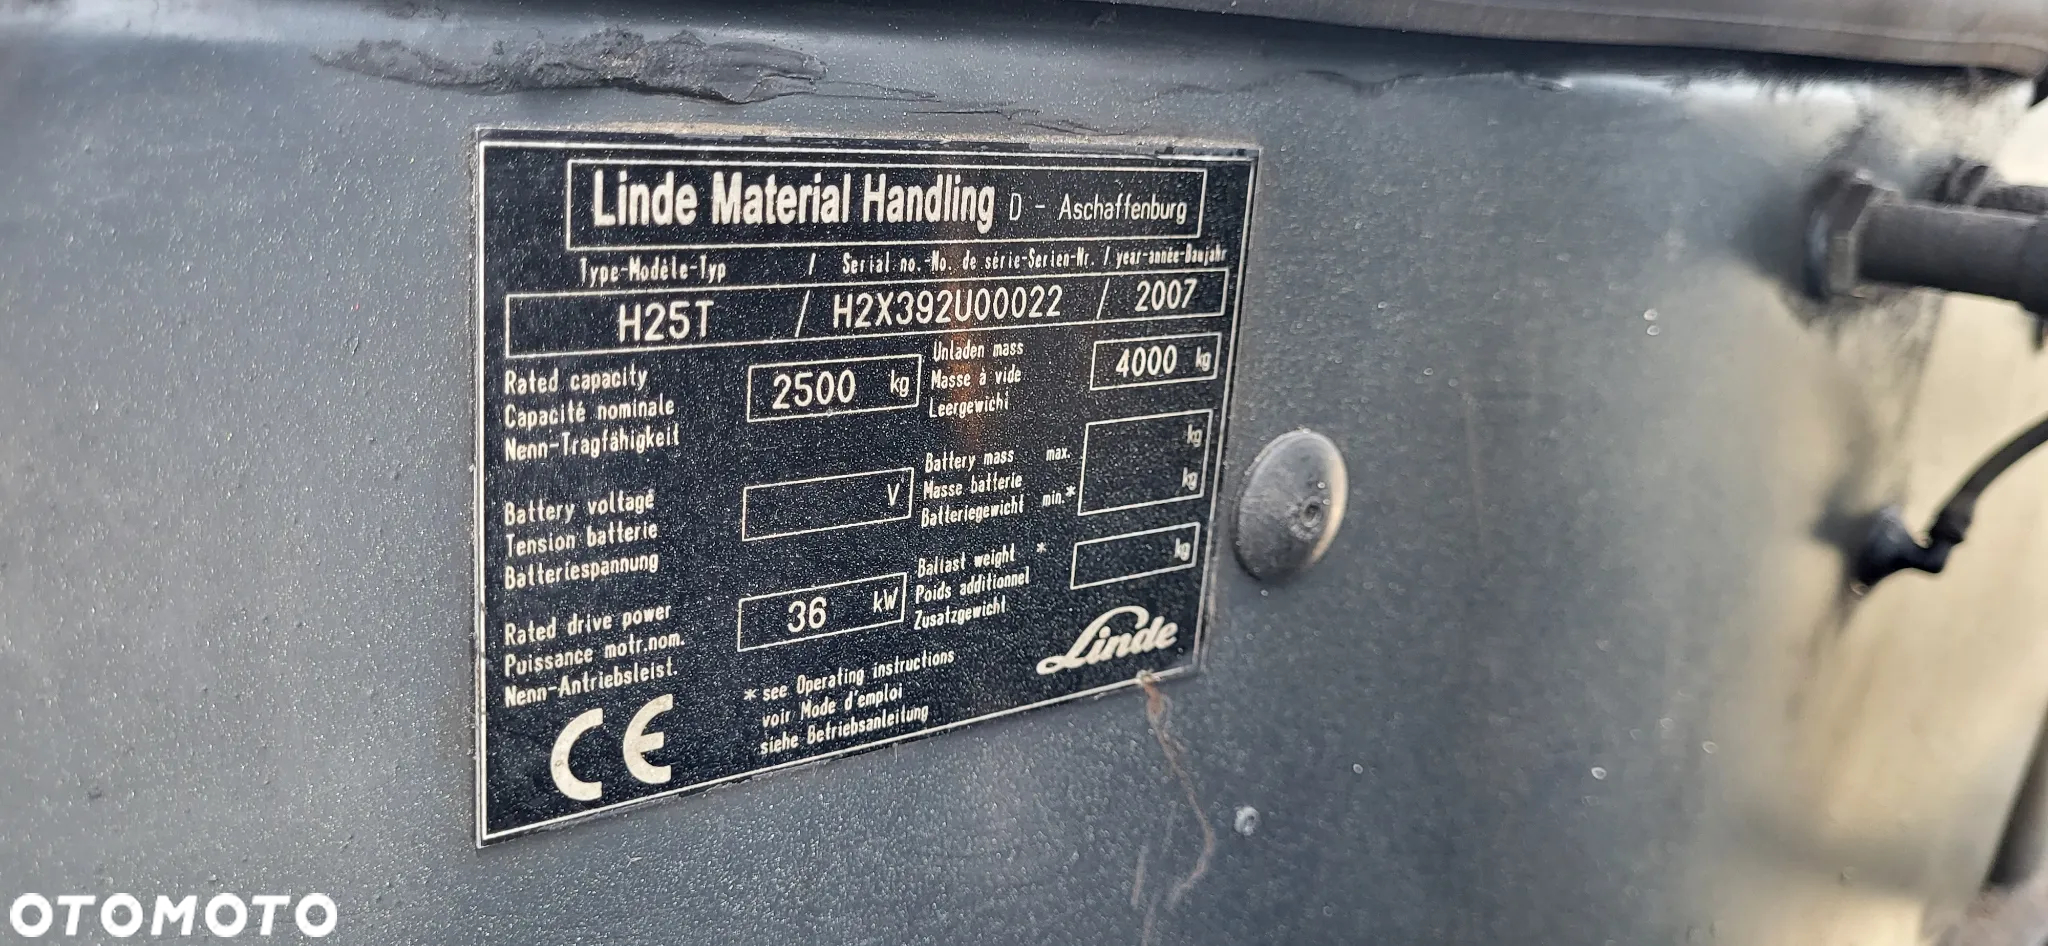 Linde Material Handling D - Aschaffenburg
Type-Modèle-Typ / Serial no.-No. de série-Serien-Nr. / year-année-Baujahr
H25T / H2X392U00022 / 2007
Rated capacity
Capacité nominale
Nenn-Tragfähigkeit
2500 kg
Unladen mass
Masse à vide
Leergewicht
4000 kg
Battery voltage
Tension batterie
Batteriespannung
V
Battery mass max.
Masse batterie
Batteriegewicht min.*
kg
kg
Rated drive power
Puissance motr.nom.
Nenn-Antriebsleist.
36 kW
Ballast weight *
Poids additionnel
Zusatzgewicht
kg
CE
* see Operating instructions
voir Mode d'emploi
siehe Betriebsanleitung
Linde
OTOMOTO